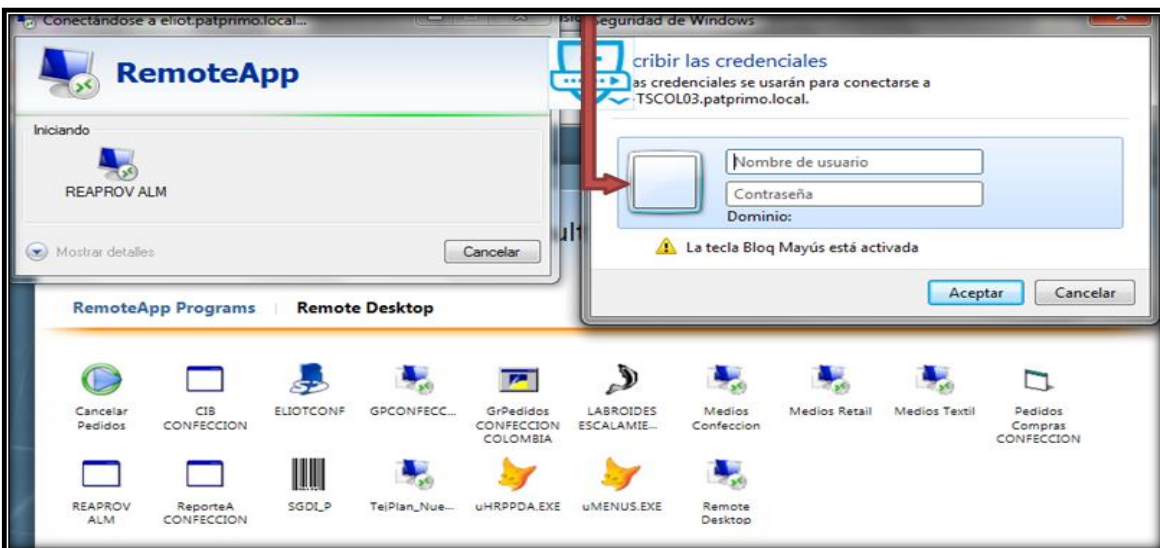 Conectándose a eliot.patprimo.local...
RemoteApp
Iniciando
REAPROV ALM
Mostrar detalles
Cancelar
Seguridad de Windows
cribir las credenciales
as credenciales se usarán para conectarse a
TSCOL03.patprimo.local.
Nombre de usuario
Contraseña
Dominio:
La tecla Bloq Mayús está activada
Aceptar Cancelar
RemoteApp Programs | Remote Desktop
Cancelar
Pedidos
CIB
CONFECCION
ELIOTCONF
GPCONFECC...
GrPedidos
CONFECCION
COLOMBIA
LABROIDES
ESCALAMIE...
Medios
Confeccion
Medios Retail
Medios Textil
Pedidos
Compras
CONFECCION
REAPROV
ALM
ReporteA
CONFECCION
SGDI_P
TejPlan_Nue...
uHRPPDA.EXE
uMENUS.EXE
Remote
Desktop